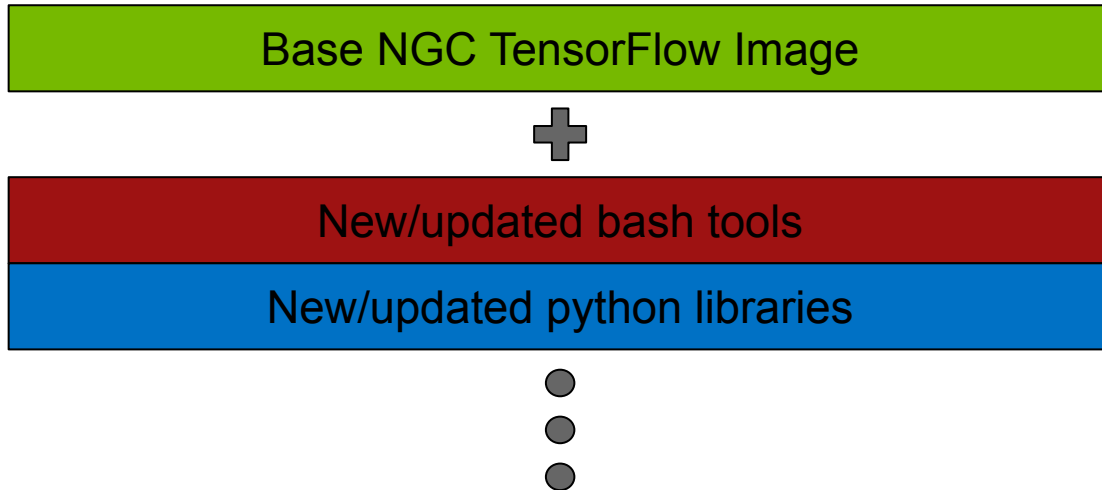 Base NGC TensorFlow Image
New/updated bash tools
New/updated python libraries